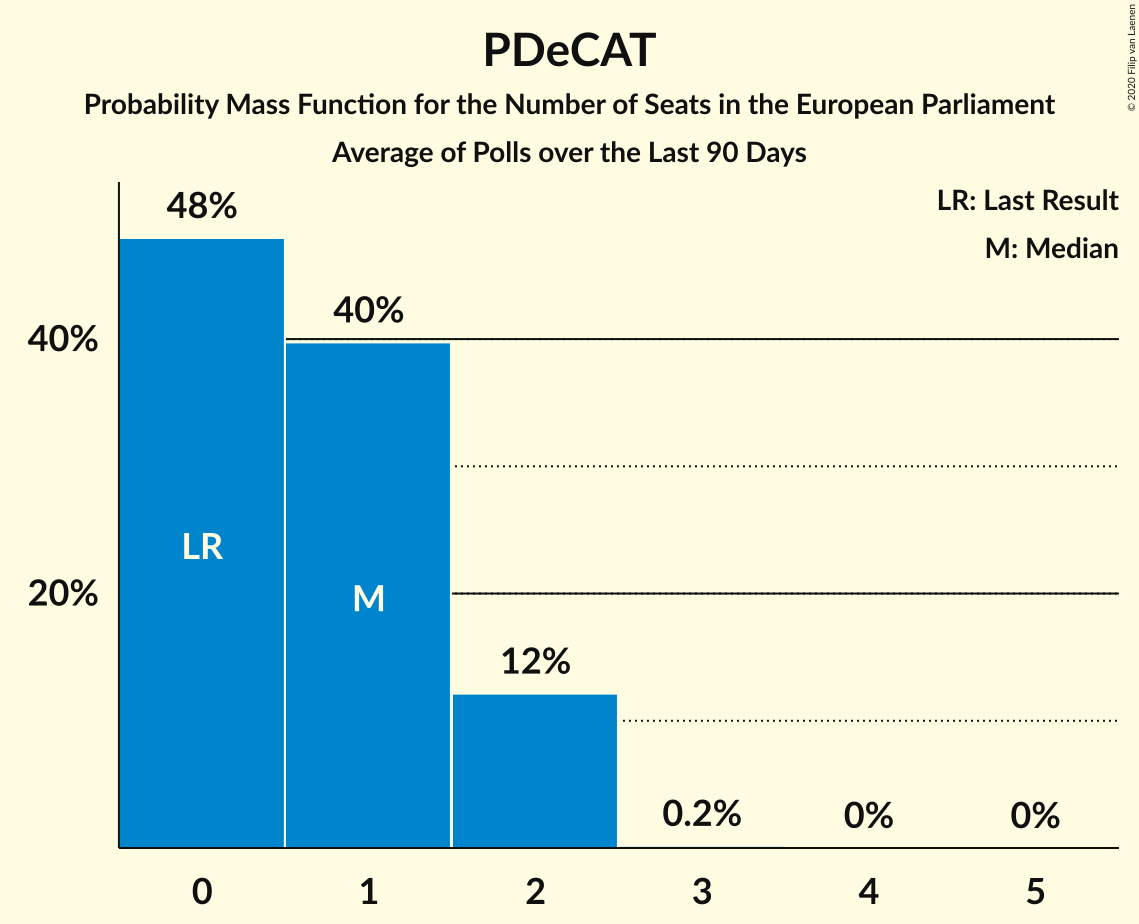 PDeCAT
Probability Mass Function for the Number of Seats in the European Parliament
Average of Polls over the Last 90 Days
© 2020 Filip van Laenen
LR: Last Result
M: Median
48%
40%
40%
LR
M
20%
12%
0.2%
0%
0%
0 1 2 3 4 5